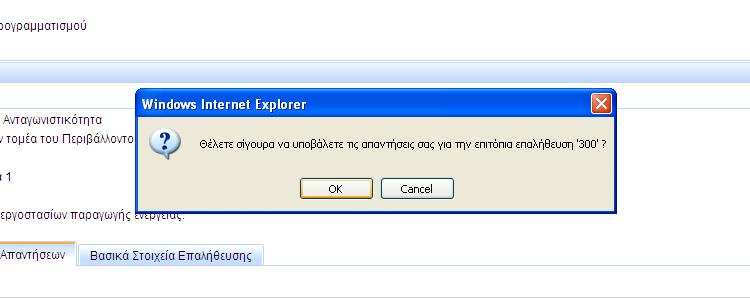 ρογραμματισμού
Windows Internet Explorer
Ανταγωνιστικότητα
Θέλετε σίγουρα να υποβάλετε τις απαντήσεις σας για την επιτόπια επαλήθευση '300' ?
ν τομέα του Περιβάλλοντο
α 1
OK Cancel
εργοστασίων παραγωγής ενέργειας.
Απαντήσεων Βασικά Στοιχεία Επαλήθευσης